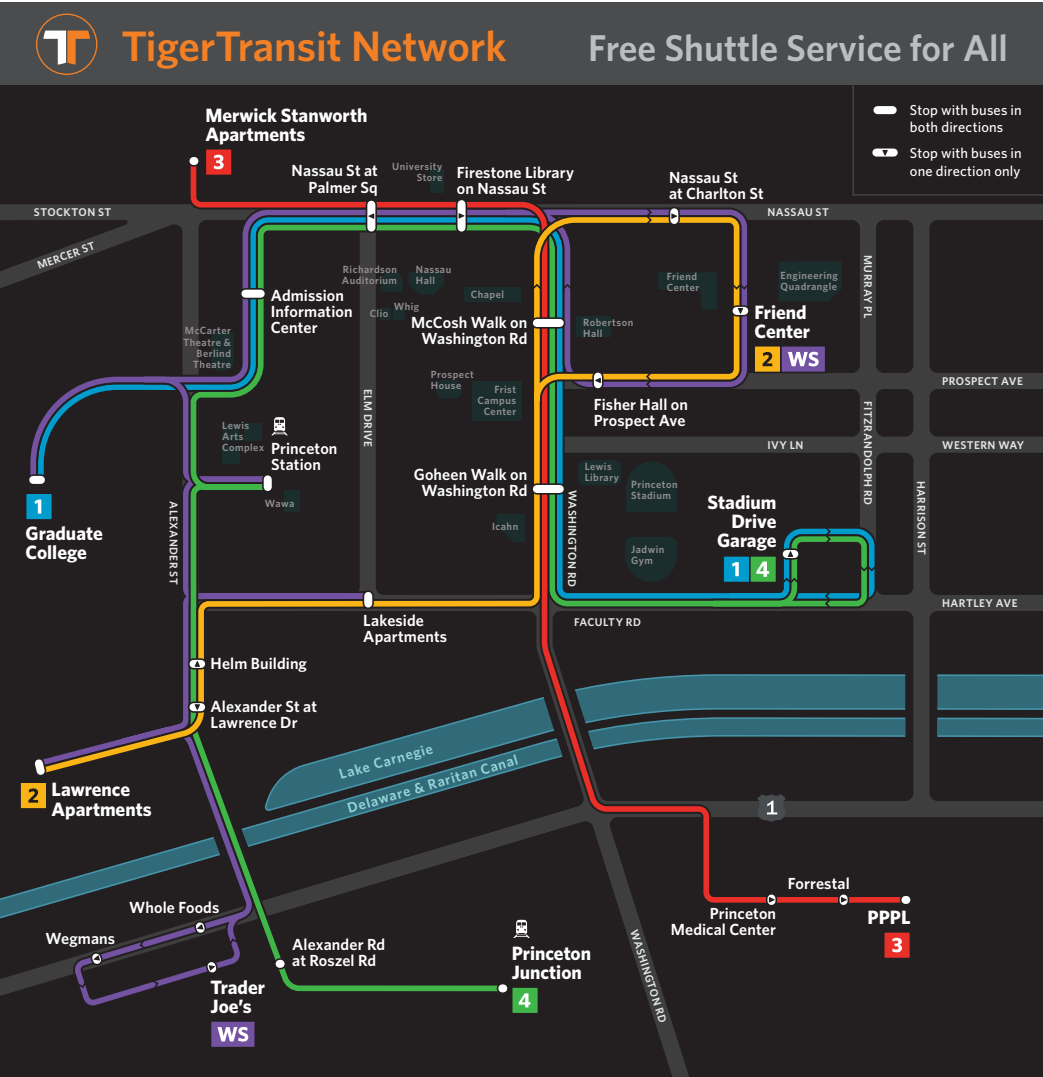 TigerTransit Network
Free Shuttle Service for All
Stop with buses in
both directions
Stop with buses in
one direction only
Merwick Stanworth
Apartments
3
Nassau St at
Palmer Sq
University
Store
Firestone Library
on Nassau St
Nassau St
at Charlton St
STOCKTON ST
NASSAU ST
MERCER ST
MURRAY PL
Richardson
Auditorium
Nassau
Hall
Chapel
Friend
Center
Engineering
Quadrangle
Admission
Information
Center
Clio
Whig
McCosh Walk on
Washington Rd
Robertson
Hall
Friend
Center
2
WS
McCarter
Theatre &
Berlind
Theatre
Prospect
House
Frist
Campus
Center
PROSPECT AVE
Fisher Hall on
Prospect Ave
ELM DRIVE
FITZRANDOLPH RD
Lewis
Arts
Complex
Princeton
Station
IVY LN
WESTERN WAY
Goheen Walk on
Washington Rd
Lewis
Library
Princeton
Stadium
HARRISON ST
1
Graduate
College
Wawa
ALEXANDER ST
Icahn
WASHINGTON RD
Jadwin
Gym
Stadium
Drive
Garage
1
4
HARTLEY AVE
Lakeside
Apartments
FACULTY RD
Helm Building
Alexander St at
Lawrence Dr
Lake Carnegie
Delaware & Raritan Canal
2
Lawrence
Apartments
1
Forrestal
Whole Foods
Princeton
Medical Center
PPPL
3
Wegmans
Alexander Rd
at Roszel Rd
Princeton
Junction
4
WASHINGTON RD
Trader
Joe's
WS